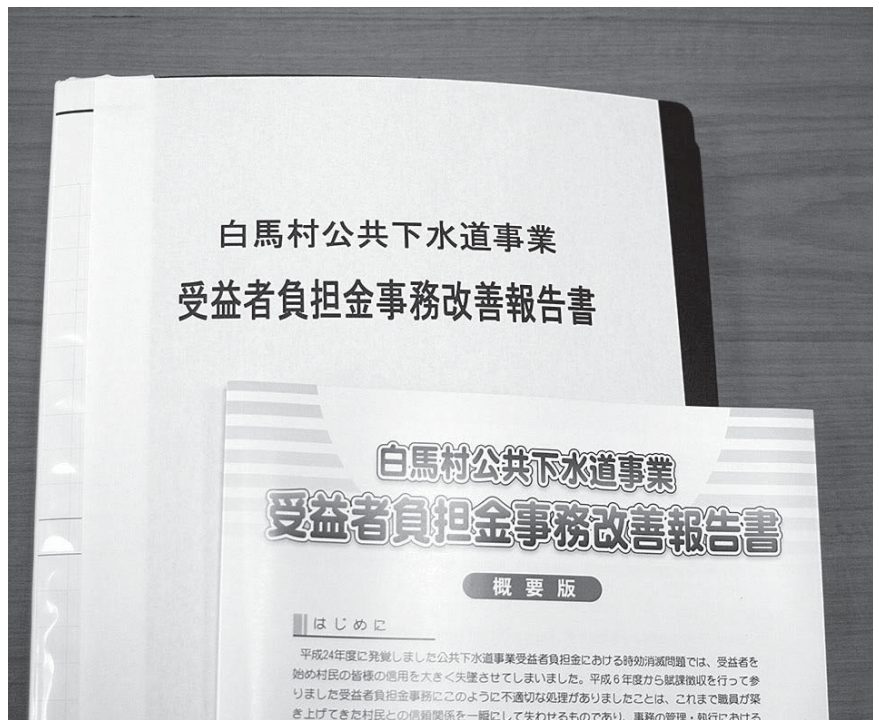 白馬村公共下水道事業
受益者負担金事務改善報告書
白馬村公共下水道事業
受益者負担金事務改善報告書
概要版
はじめに
平成24年度に発覚しました公共下水道事業受益者負担金における時効消滅問題では、受益者を
始め村民の皆様の信用を大きく失墜させてしまいました。平成6年度から賦課徴収を行って参
りました受益者負担金事務にこのように不適切な処理がありましたことは、これまで職員が築
き上げてきた村民との信頼関係を一瞬にして失わせるものであり、事務の管理・執行における